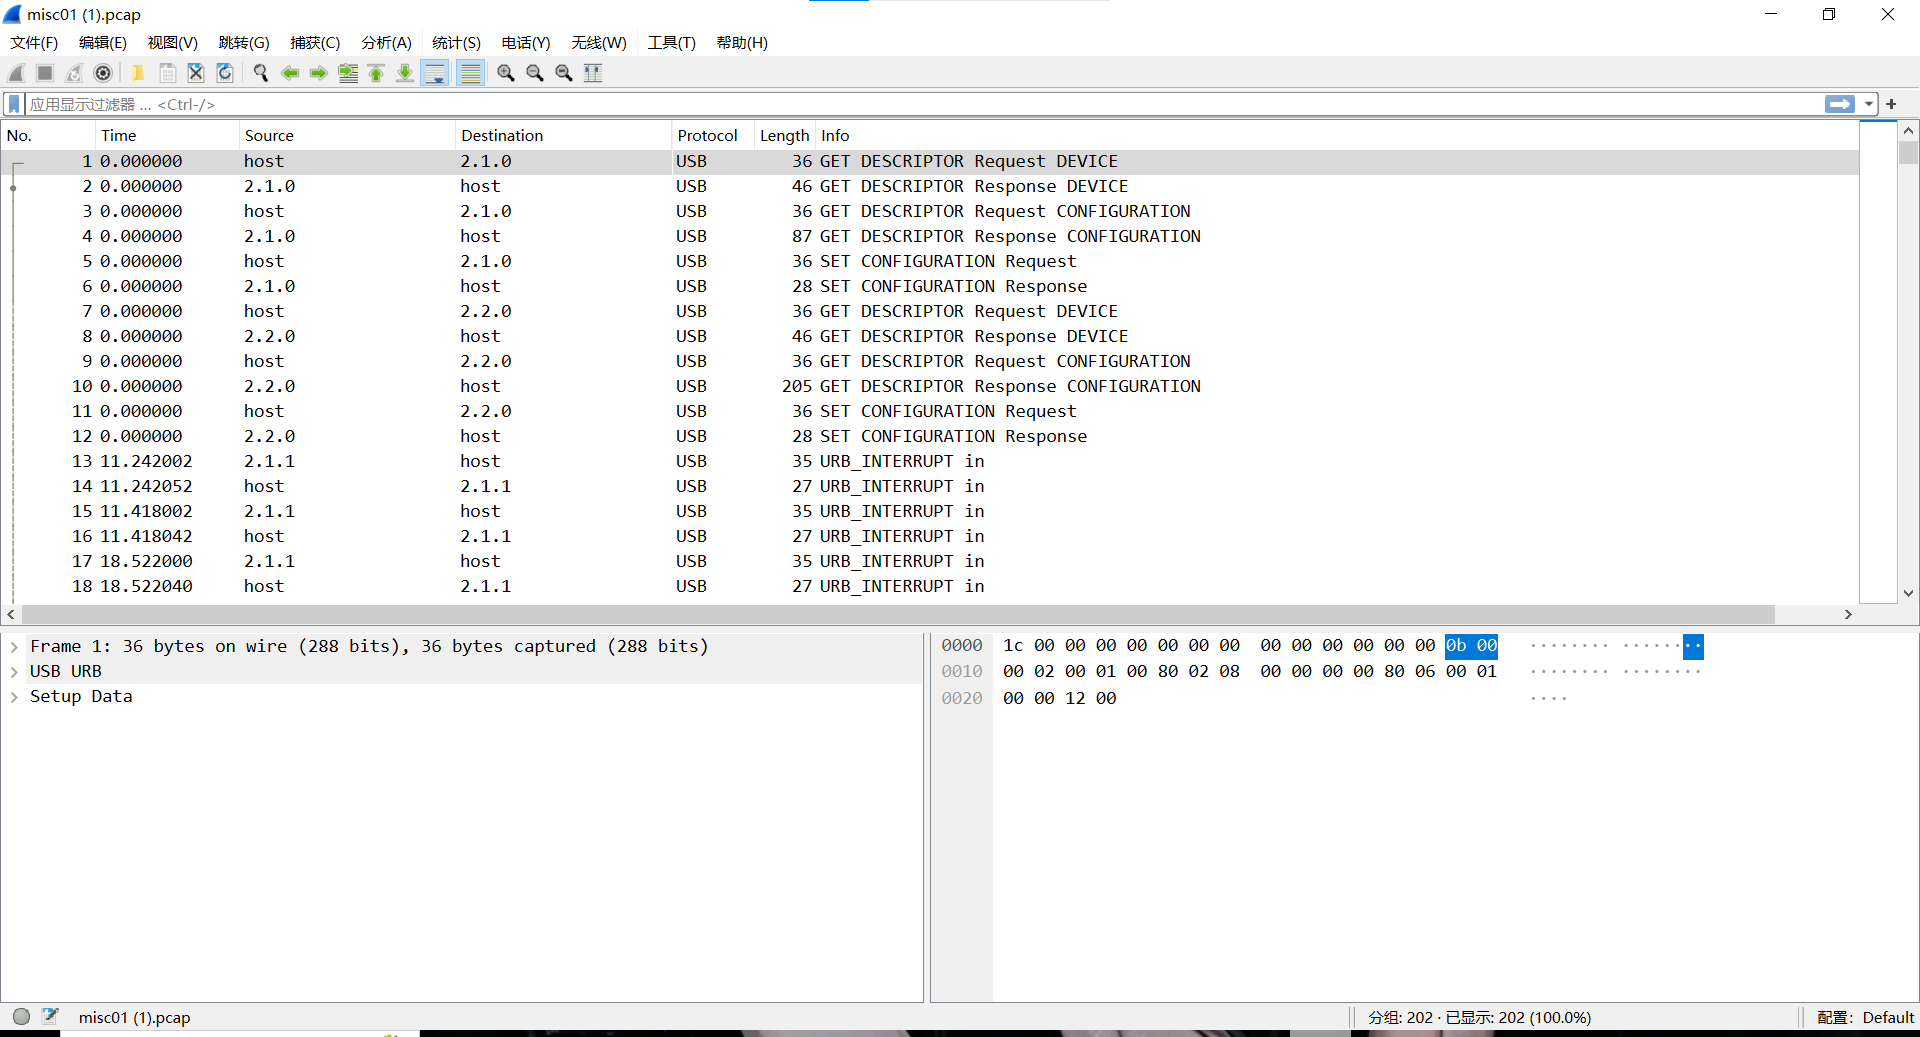 misc01 (1).pcap
文件(F) 编辑(E) 视图(V) 跳转(G) 捕获(C) 分析(A) 统计(S) 电话(Y) 无线(W) 工具(T) 帮助(H)
应用显示过滤器 … <Ctrl-/>
No. Time Source Destination Protocol Length Info
1 0.000000 host 2.1.0 USB 36 GET DESCRIPTOR Request DEVICE
2 0.000000 2.1.0 host USB 46 GET DESCRIPTOR Response DEVICE
3 0.000000 host 2.1.0 USB 36 GET DESCRIPTOR Request CONFIGURATION
4 0.000000 2.1.0 host USB 87 GET DESCRIPTOR Response CONFIGURATION
5 0.000000 host 2.1.0 USB 36 SET CONFIGURATION Request
6 0.000000 2.1.0 host USB 28 SET CONFIGURATION Response
7 0.000000 host 2.2.0 USB 36 GET DESCRIPTOR Request DEVICE
8 0.000000 2.2.0 host USB 46 GET DESCRIPTOR Response DEVICE
9 0.000000 host 2.2.0 USB 36 GET DESCRIPTOR Request CONFIGURATION
10 0.000000 2.2.0 host USB 205 GET DESCRIPTOR Response CONFIGURATION
11 0.000000 host 2.2.0 USB 36 SET CONFIGURATION Request
12 0.000000 2.2.0 host USB 28 SET CONFIGURATION Response
13 11.242002 2.1.1 host USB 35 URB_INTERRUPT in
14 11.242052 host 2.1.1 USB 27 URB_INTERRUPT in
15 11.418002 2.1.1 host USB 35 URB_INTERRUPT in
16 11.418042 host 2.1.1 USB 27 URB_INTERRUPT in
17 18.522000 2.1.1 host USB 35 URB_INTERRUPT in
18 18.522040 host 2.1.1 USB 27 URB_INTERRUPT in
Frame 1: 36 bytes on wire (288 bits), 36 bytes captured (288 bits)
USB URB
Setup Data
0000 1c 00 00 00 00 00 00 00 00 00 00 00 00 00 0b 00 ········ ········
0010 00 02 00 01 00 80 02 08 00 00 00 00 80 06 00 01 ········ ········
0020 00 00 12 00 ····
misc01 (1).pcap
分组: 202 · 已显示: 202 (100.0%)
配置: Default